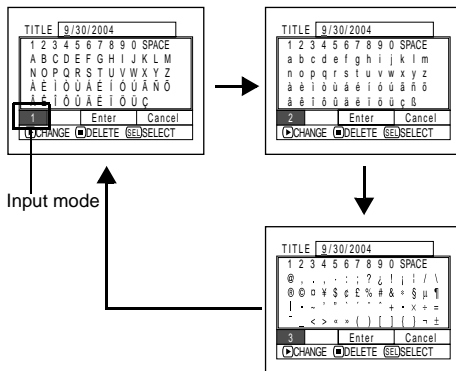 TITLE 9/30/2004
1 2 3 4 5 6 7 8 9 0 SPACE
A B C D E F G H I J K L M
N O P Q R S T U V W X Y Z
À È Ì Ò Ù Á É Í Ó Ú Ã Ñ Õ
Â Ê Î Ô Û Ä Ë Ï Ö Ü Ç
1 Enter Cancel
CHANGE DELETE SEL SELECT
Input mode
TITLE 9/30/2004
1 2 3 4 5 6 7 8 9 0 SPACE
a b c d e f g h i j k l m
n o p q r s t u v w x y z
à è ì ò ù á é í ó ú ã ñ õ
â ê î ô û ä ë ï ö ü ç ß
2 Enter Cancel
CHANGE DELETE SEL SELECT
TITLE 9/30/2004
1 2 3 4 5 6 7 8 9 0 SPACE
@ , . : ; ? ¿ ! ¡ / \
® © ¤ ¥ $ ¢ £ % # & § µ ¶
+ × ÷ =
_ < > « » ( ) [ ] { } ¬ ±
3 Enter Cancel
CHANGE DELETE SEL SELECT